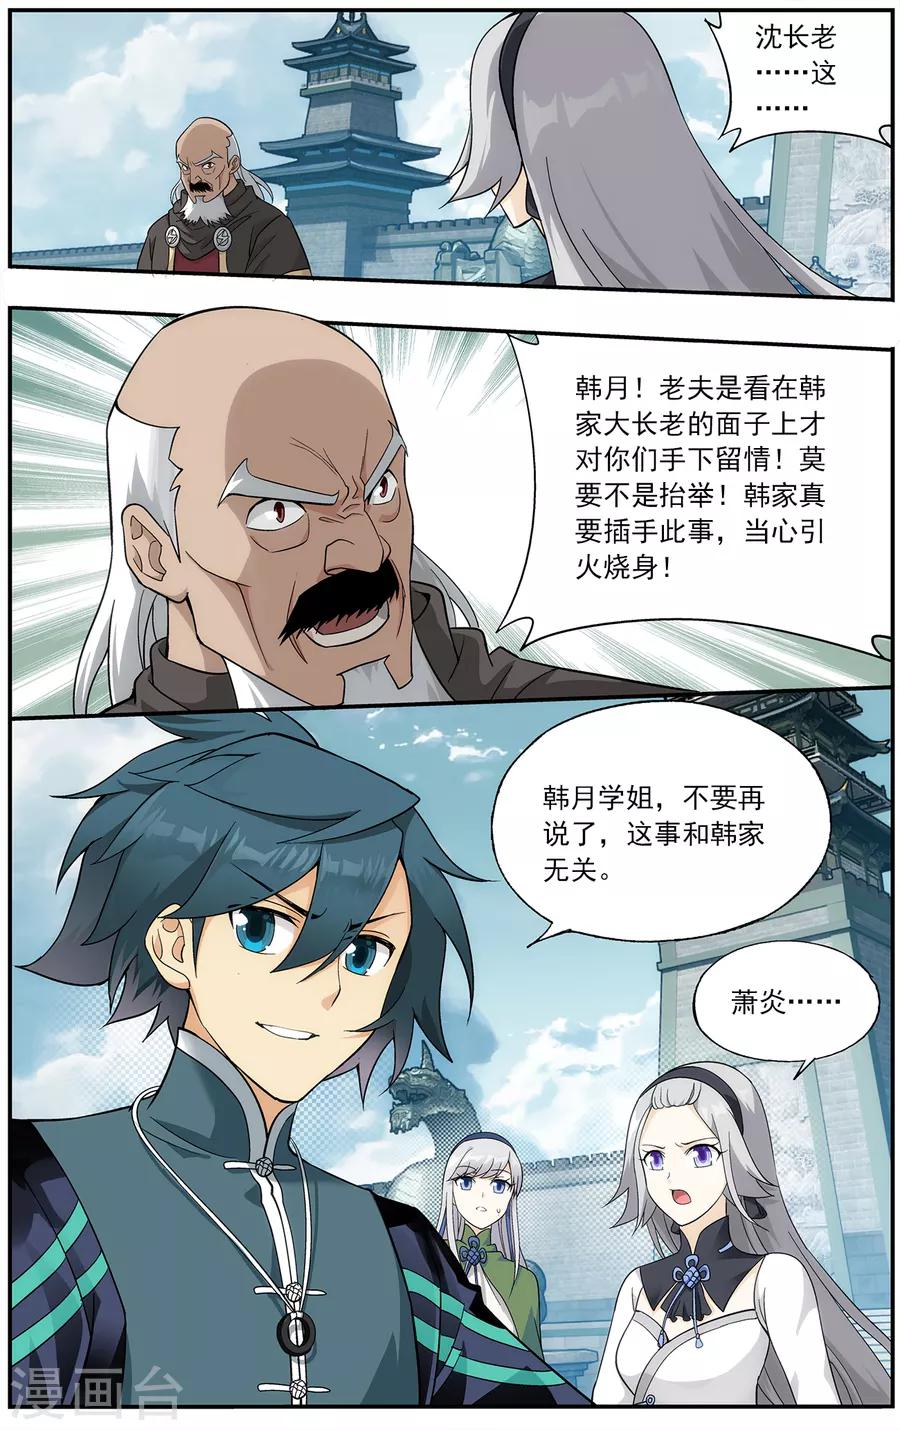 沈长老
……这
……
韩月！老夫是看在韩
家大长老的面子上才
对你们手下留情！莫
要不是抬举！韩家真
要插手此事，当心引
火烧身！
韩月学姐，不要再
说了，这事和韩家
无关。
萧炎……
漫画台